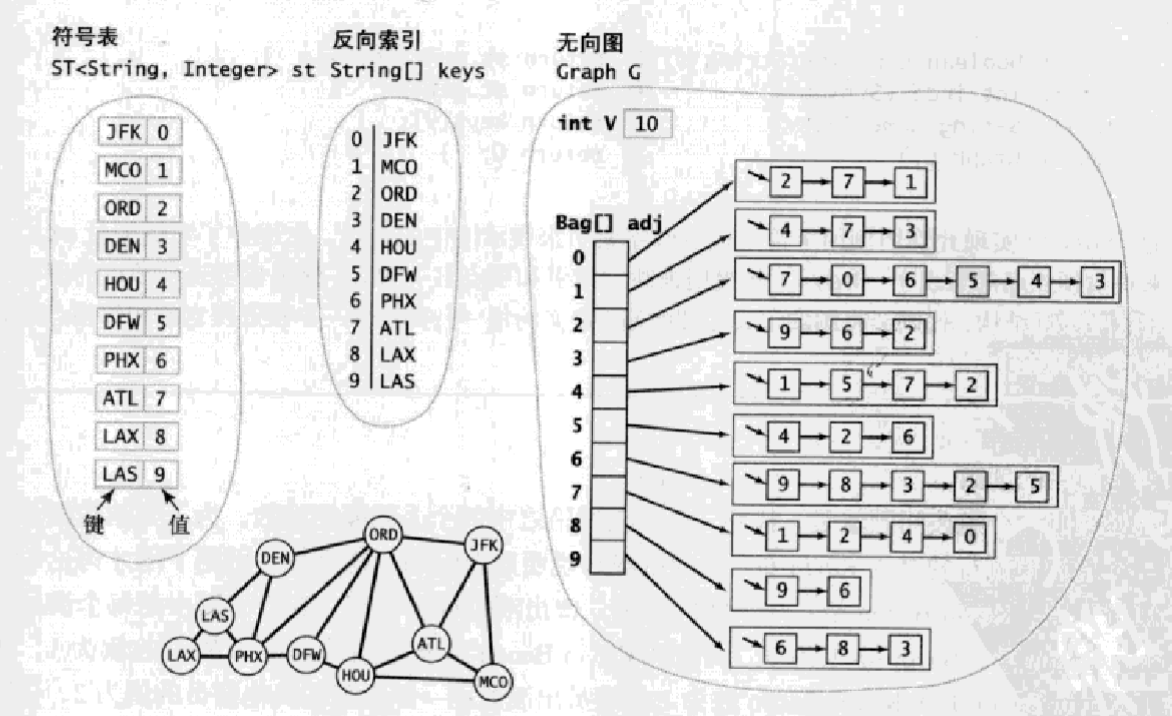 符号表
ST<String, Integer> st
JFK 0
MCO 1
ORD 2
DEN 3
HOU 4
DFW 5
PHX 6
ATL 7
LAX 8
LAS 9
键 值
反向索引
String[] keys
0 JFK
1 MCO
2 ORD
3 DEN
4 HOU
5 DFW
6 PHX
7 ATL
8 LAX
9 LAS
无向图
Graph G
int V 10
Bag[] adj
0 2 7 1
1 4 7 3
2 7 0 6 5 4 3
3 9 6 2
4 1 5 7 2
5 4 2 6
6 9 8 3 2 5
7 1 2 4 0
8 9 6
9 6 8 3
ORD
JFK
DEN
LAS
ATL
LAX
PHX
DFW
HOU
MCO